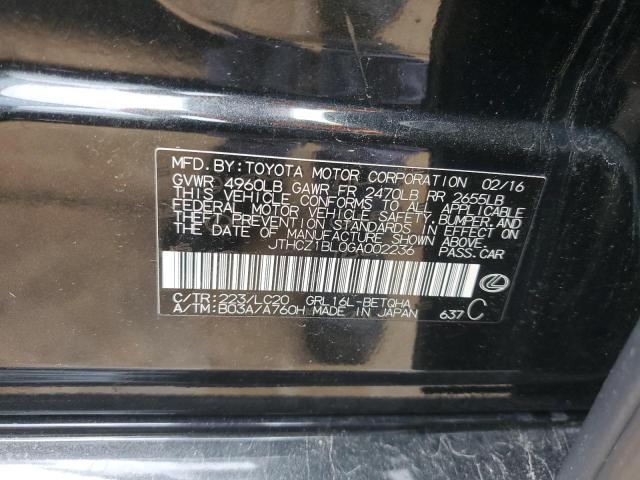 MFD. BY: TOYOTA MOTOR CORPORATION 02/16
GVWR 4960LB GAWR FR 2470LB RR 2655LB
THIS VEHICLE CONFORMS TO ALL APPLICABLE
FEDERAL MOTOR VEHICLE SAFETY, BUMPER, AND
THEFT PREVENTION STANDARDS IN EFFECT ON
THE DATE OF MANUFACTURE SHOWN ABOVE.
JTHCZ1BL0GA002236 PASS.CAR
C/TR: 223/LC20 GRL16L-BETQHA
A/TM: B03A/A760H MADE IN JAPAN 637 C